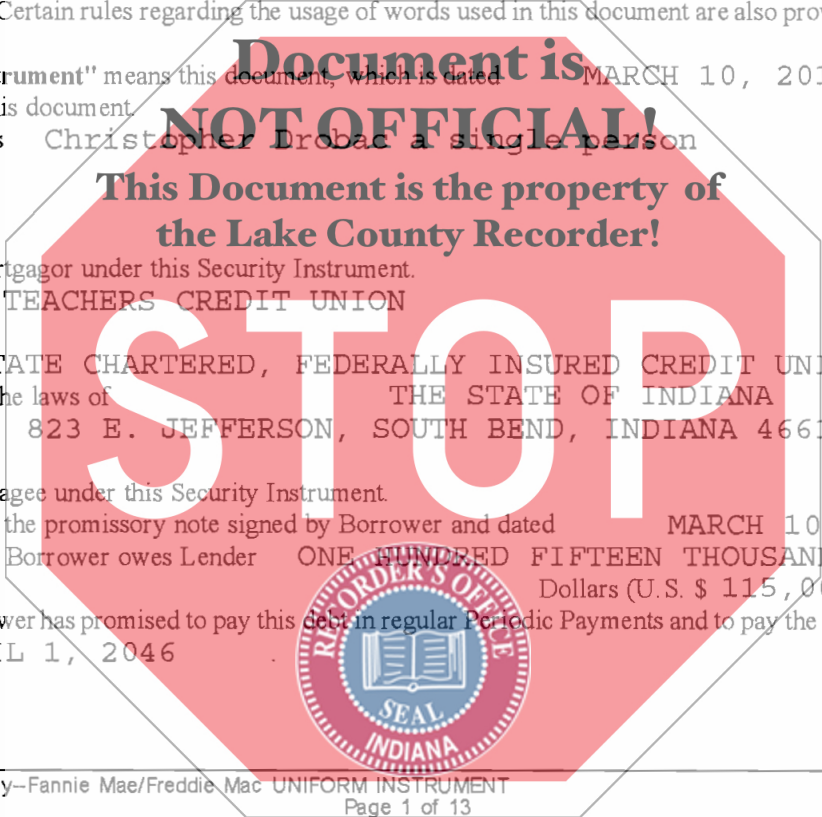 Certain rules regarding the usage of words used in this document are also prov
Document is
rument" means this document, which is dated MARCH 10, 201
is document.
NOT OFFICIAL!
s Christopher Drobac a single person
This Document is the property of
the Lake County Recorder!
rtgagor under this Security Instrument.
TEACHERS CREDIT UNION
STOP
TATE CHARTERED, FEDERALLY INSURED CREDIT UNI
he laws of THE STATE OF INDIANA
823 E. JEFFERSON, SOUTH BEND, INDIANA 4661
agee under this Security Instrument.
the promissory note signed by Borrower and dated MARCH 10
Borrower owes Lender ONE HUNDRED FIFTEEN THOUSAND
Dollars (U.S. $ 115,00
wer has promised to pay this debt in regular Periodic Payments and to pay the
IL 1, 2046 .
RECORDER'S OFFICE
SEAL
INDIANA
y--Fannie Mae/Freddie Mac UNIFORM INSTRUMENT
Page 1 of 13